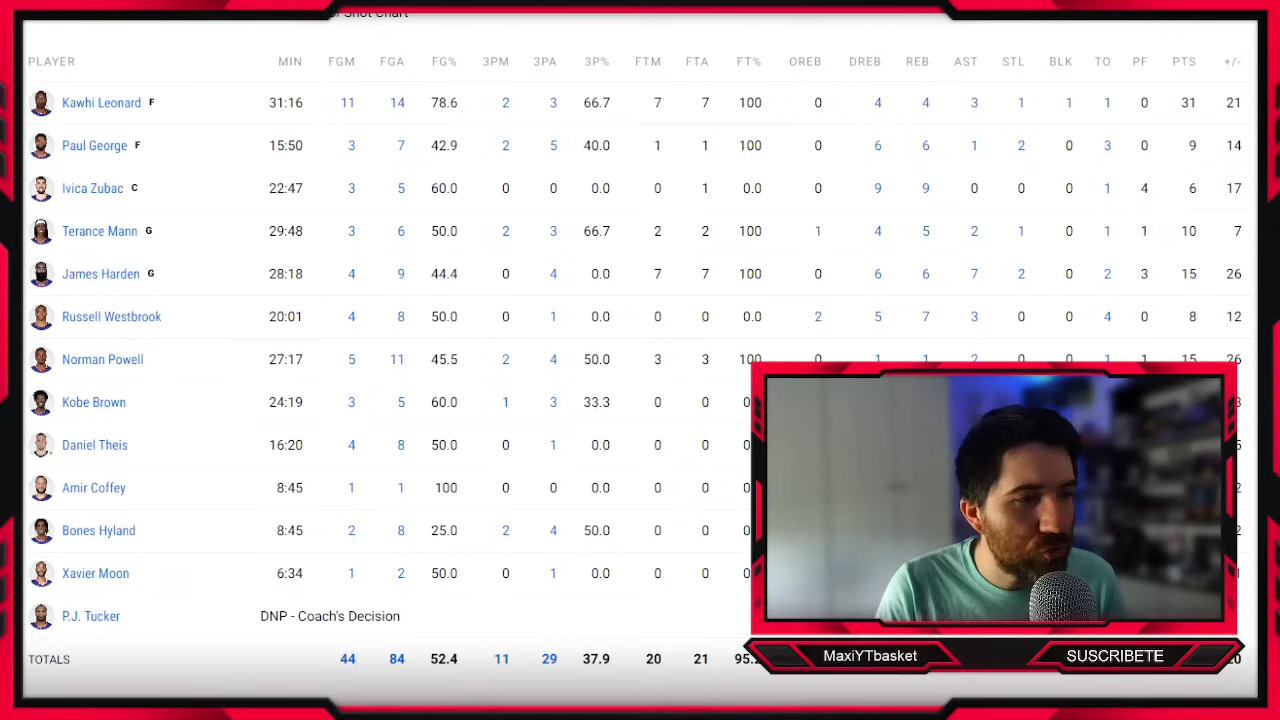 PLAYER MIN FGM FGA FG% 3PM 3PA 3P% FTM FTA FT% OREB DREB REB AST STL BLK TO PF PTS +/-
Kawhi Leonard F 31:16 11 14 78.6 2 3 66.7 7 7 100 0 4 4 3 1 1 1 0 31 21
Paul George F 15:50 3 7 42.9 2 5 40.0 1 1 100 0 6 6 1 2 0 3 0 9 14
Ivica Zubac C 22:47 3 5 60.0 0 0 0.0 0 1 0.0 0 9 9 0 0 0 1 4 6 17
Terance Mann G 29:48 3 6 50.0 2 3 66.7 2 2 100 1 4 5 2 1 0 1 1 10 7
James Harden G 28:18 4 9 44.4 0 4 0.0 7 7 100 0 6 6 7 2 0 2 3 15 26
Russell Westbrook 20:01 4 8 50.0 0 1 0.0 0 0 0.0 2 5 7 3 0 0 4 0 8 12
Norman Powell 27:17 5 11 45.5 2 4 50.0 3 3 100 0 1 1 2 0 0 1 1 15 26
Kobe Brown 24:19 3 5 60.0 1 3 33.3 0 0
Daniel Theis 16:20 4 8 50.0 0 1 0.0 0 0
Amir Coffey 8:45 1 1 100 0 0 0.0 0 0
Bones Hyland 8:45 2 8 25.0 2 4 50.0 0 0
Xavier Moon 6:34 1 2 50.0 0 1 0.0 0 0
P.J. Tucker DNP - Coach's Decision
TOTALS 44 84 52.4 11 29 37.9 20 21
MaxiYTbasket SUSCRIBETE